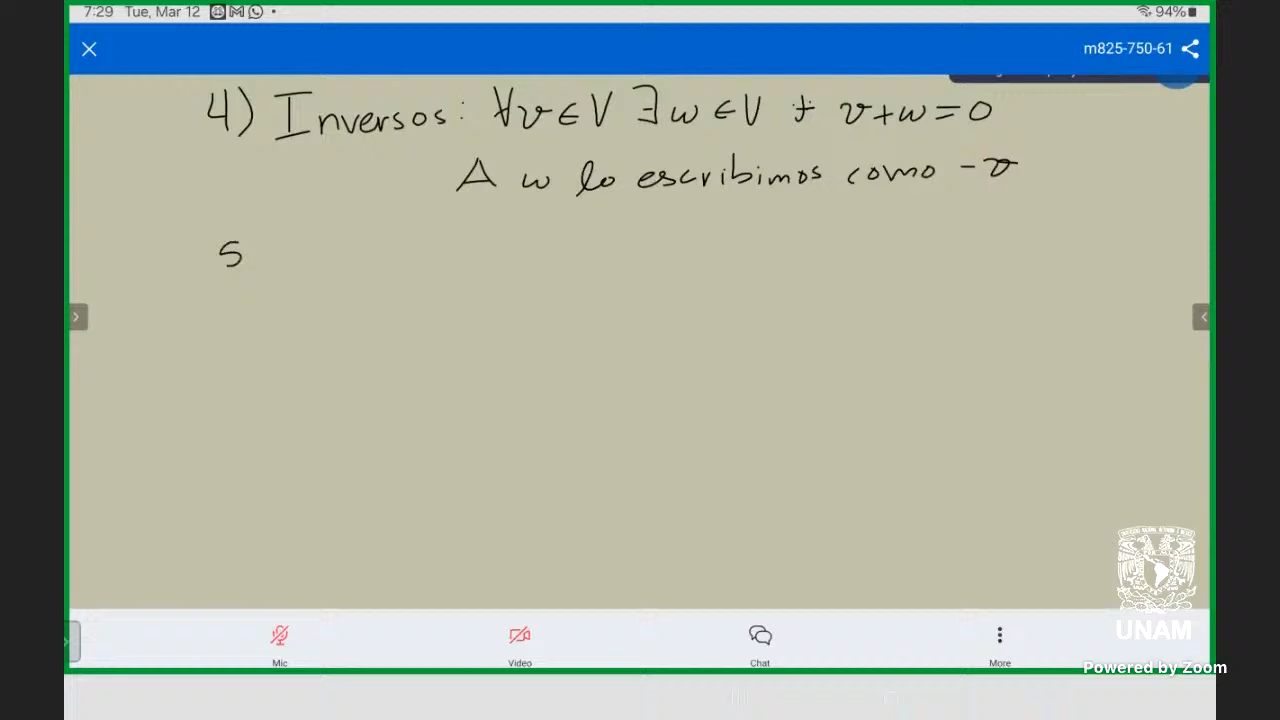 7:29 Tue, Mar 12
94%
m825-750-61
4) Inversos: ∀v∈V ∃w∈V t v+w=0
A w lo escribimos como -v
5
UNAM
Mic Video Chat More
Powered by Zoom